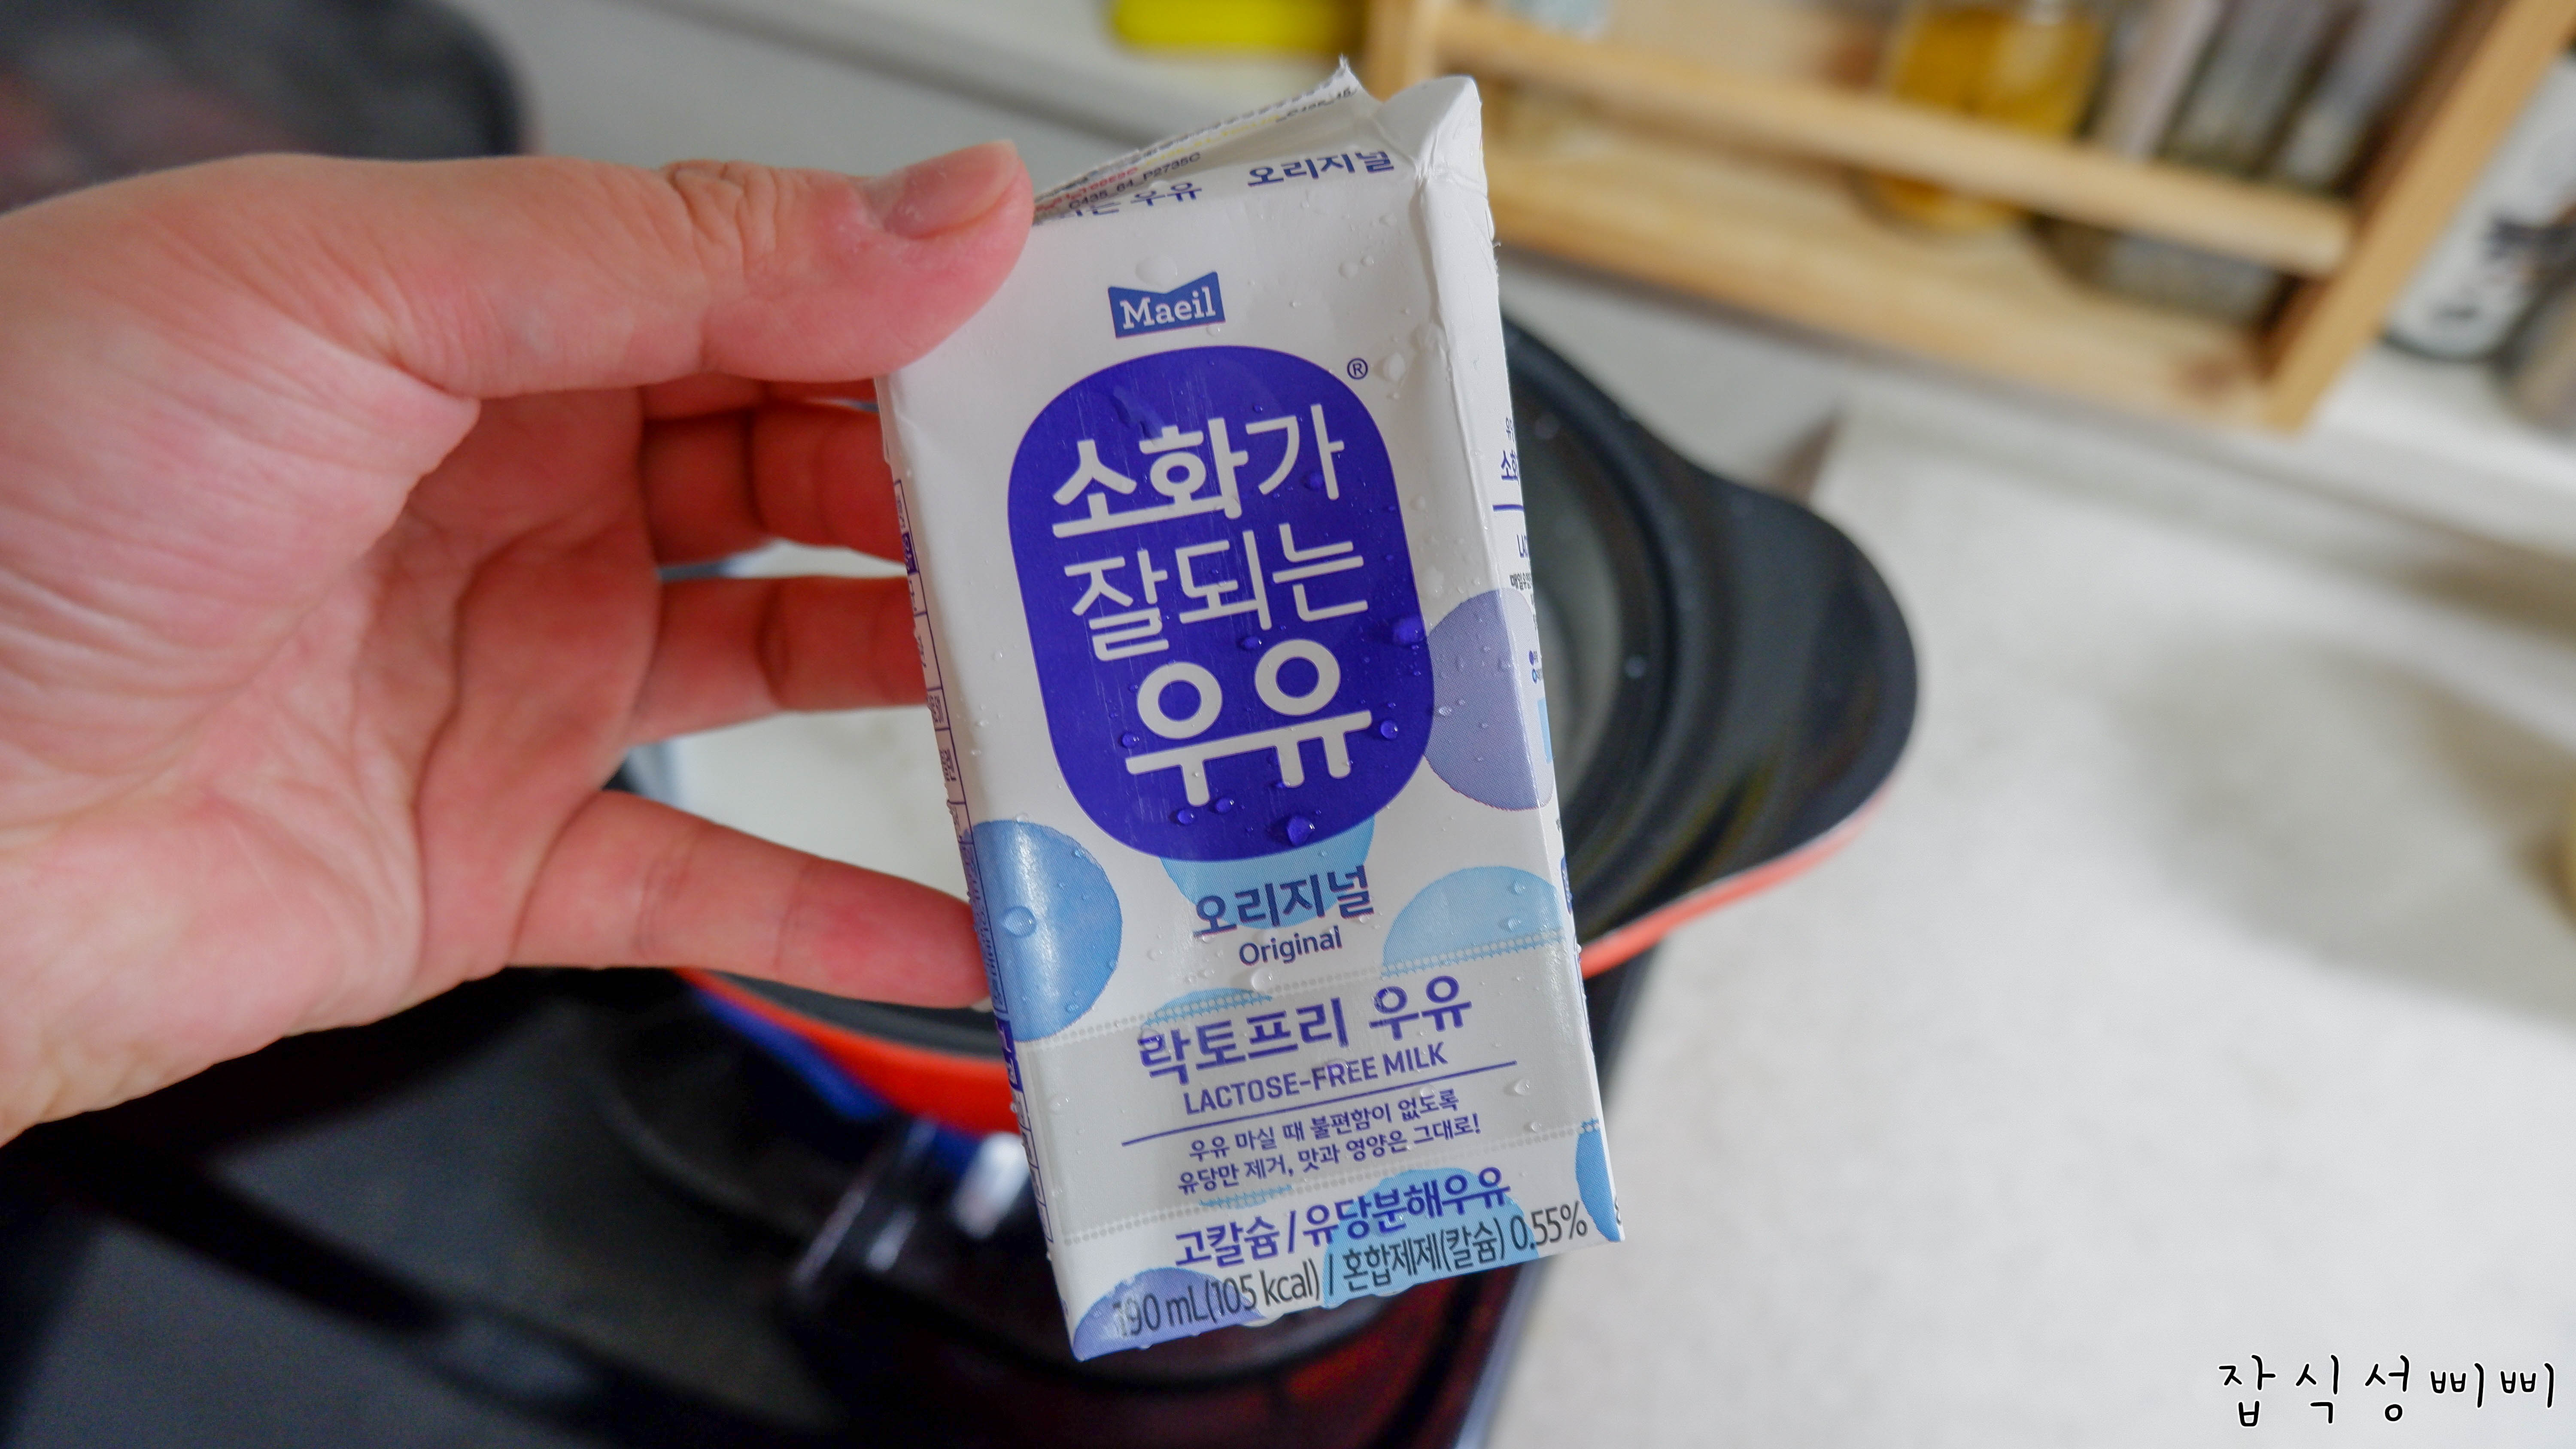 C435_64_P2735C
우유 오리지널
Maeil
®
소화가
잘되는
우유
오리지널
Original
락토프리 우유
LACTOSE-FREE MILK
우유 마실 때 불편함이 없도록
유당만 제거, 맛과 영양은 그대로!
고칼슘/유당분해우유
190 mL(105 kcal) | 혼합제제(칼슘) 0.55%
잡식성삐삐